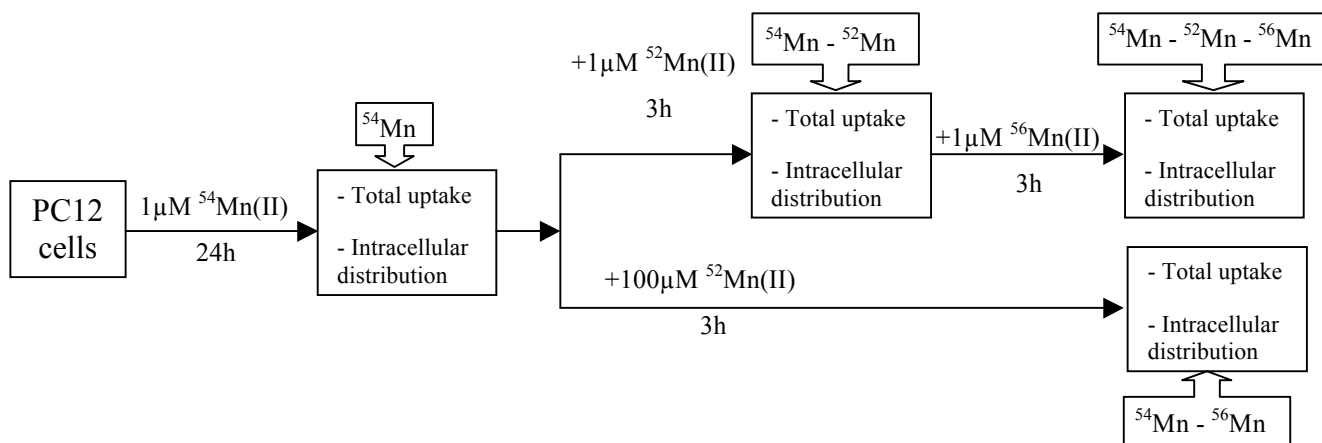 PC12
cells
1µM ⁵⁴Mn(II)
24h
⁵⁴Mn
- Total uptake
- Intracellular
distribution
+1µM ⁵²Mn(II)
3h
⁵⁴Mn - ⁵²Mn
- Total uptake
- Intracellular
distribution
+1µM ⁵⁶Mn(II)
3h
⁵⁴Mn - ⁵²Mn - ⁵⁶Mn
- Total uptake
- Intracellular
distribution
+100µM ⁵²Mn(II)
3h
- Total uptake
- Intracellular
distribution
⁵⁴Mn - ⁵⁶Mn